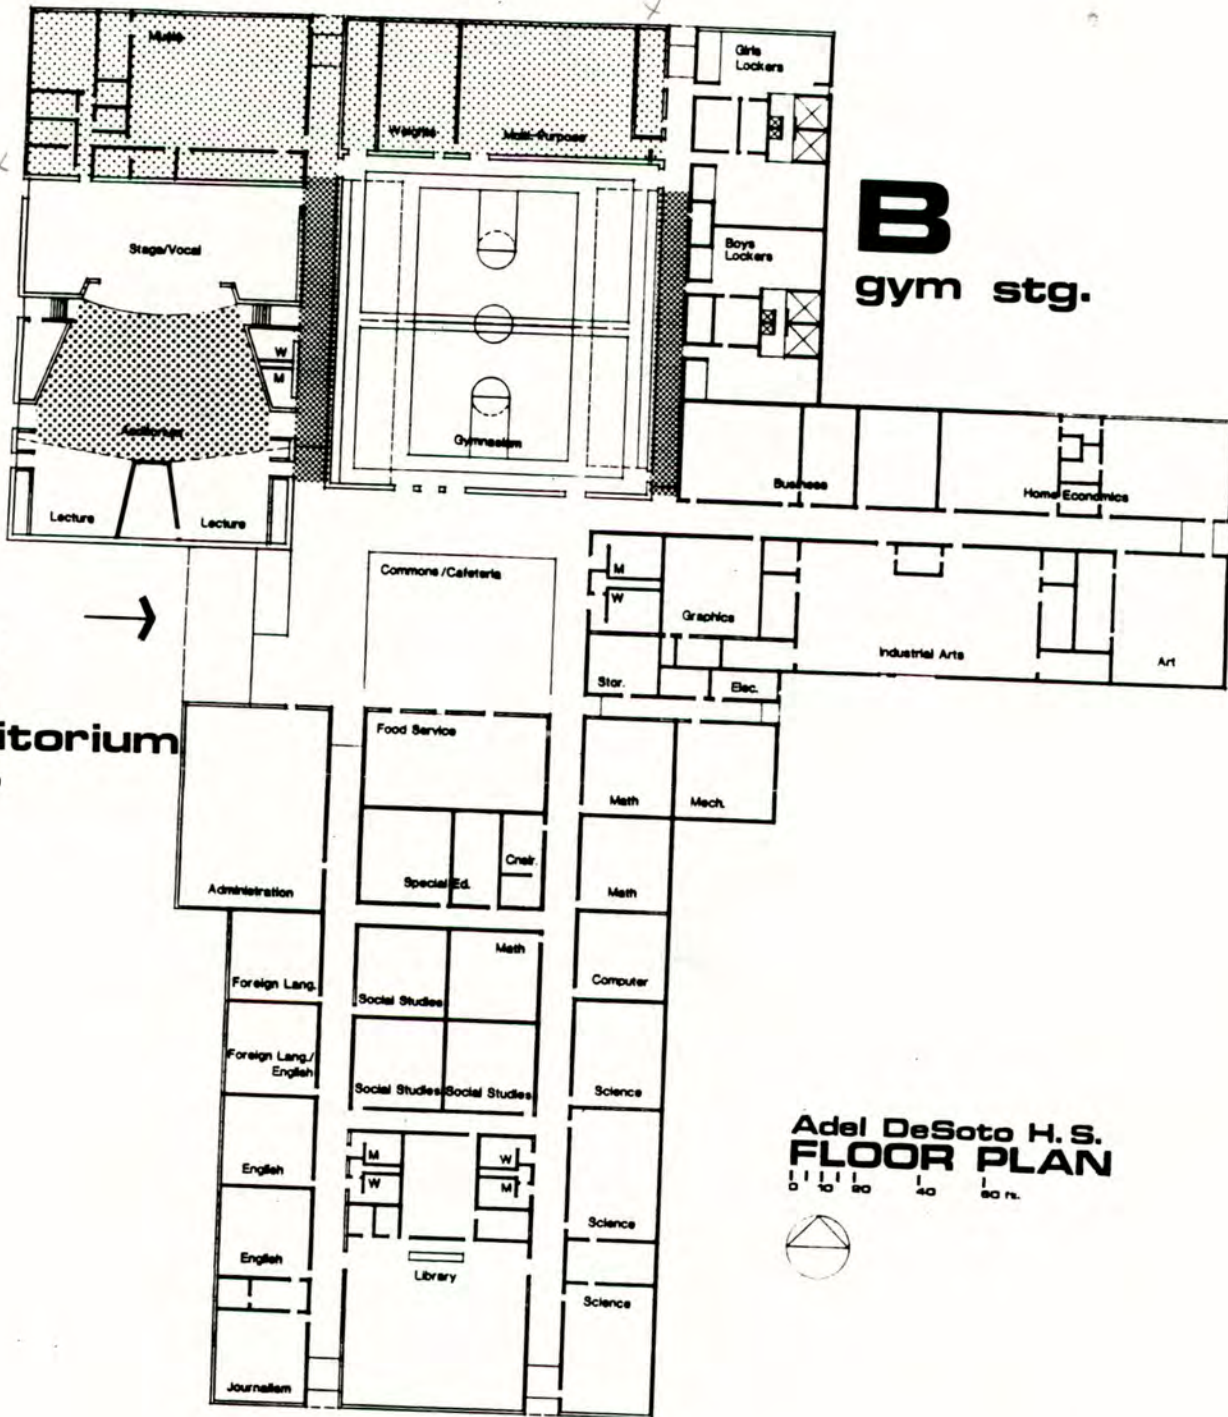 Music
Weights
Multi-Purpose
Girls
Lockers
Stage/Vocal
Boys
Lockers
B
gym stg.
W
M
Auditorium
Gymnasium
Lecture
Lecture
Business
Home Economics
Commons/Cafeteria
M
W
Graphics
Industrial Arts
Art
Stor.
Elec.
itorium
Food Service
Math
Mech.
Administration
Special Ed.
Cnslr.
Math
Foreign Lang.
Social Studies
Math
Computer
Foreign Lang./
English
Social Studies
Social Studies
Science
English
M
W
W
M
Science
English
Library
Science
Journalism
Adel DeSoto H.S.
FLOOR PLAN
0 10 20 40 60 ft.